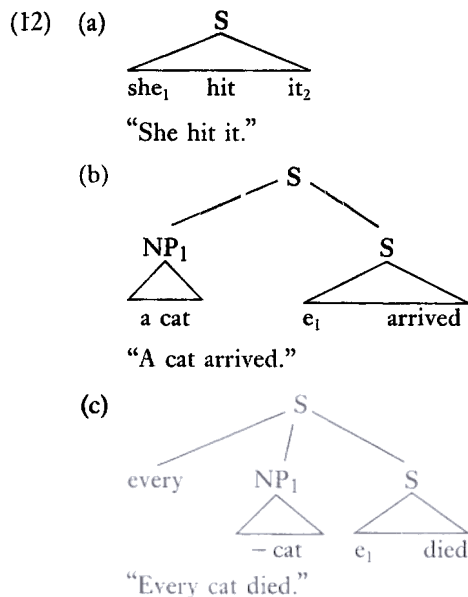 (12) (a) S
she₁ hit it₂
“She hit it.”
(b) S
NP₁ S
a cat e₁ arrived
“A cat arrived.”
(c) S
every NP₁ S
– cat e₁ died
“Every cat died.”